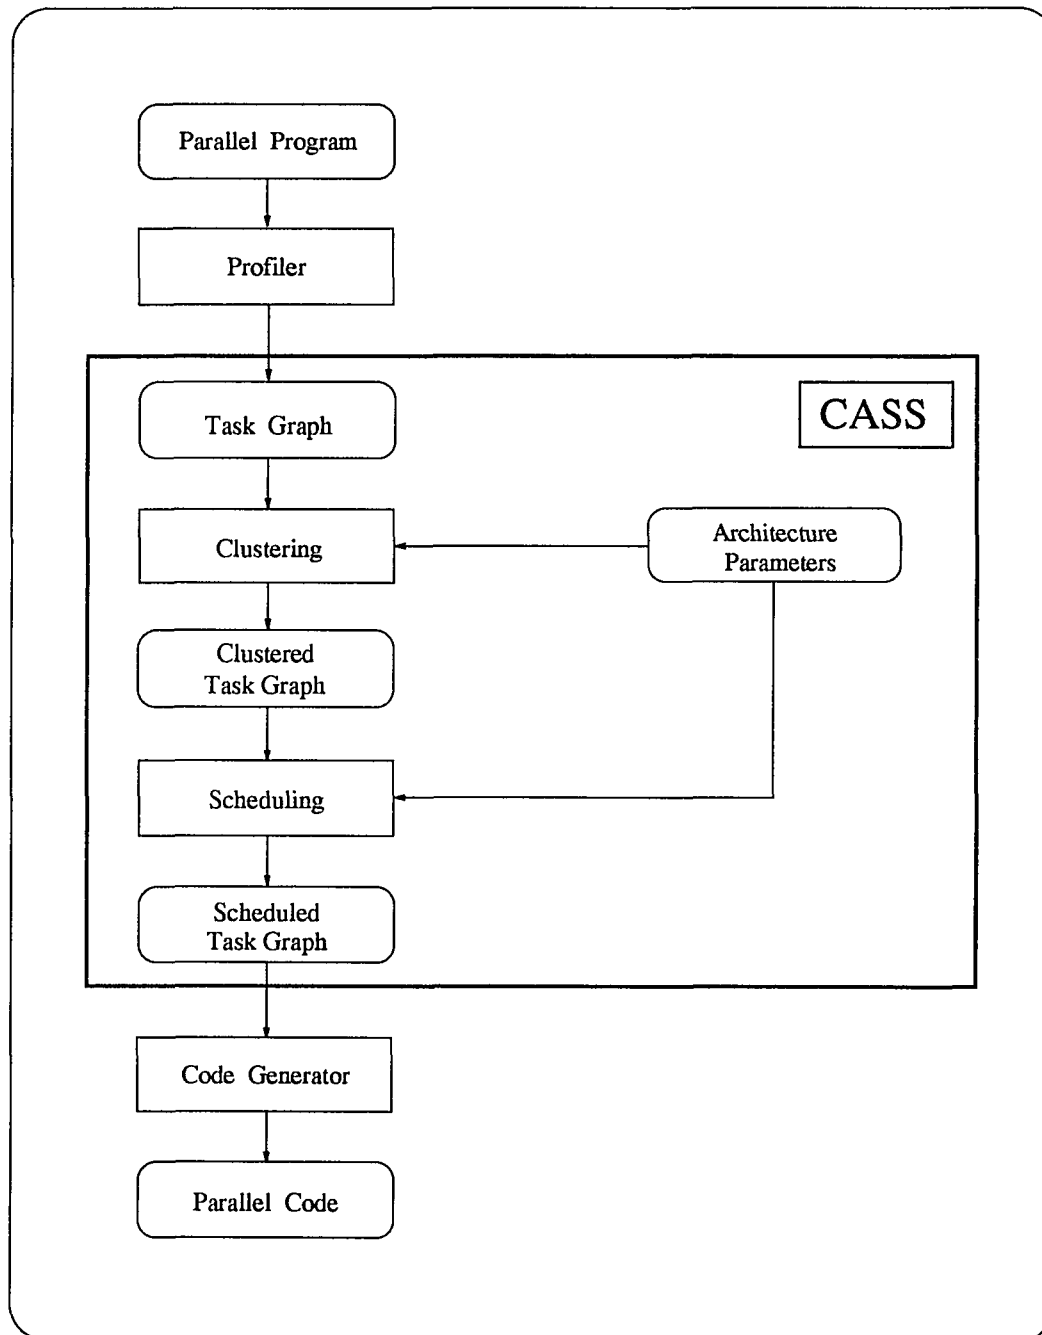 Parallel Program
Profiler
Task Graph
CASS
Clustering
Architecture
Parameters
Clustered
Task Graph
Scheduling
Scheduled
Task Graph
Code Generator
Parallel Code